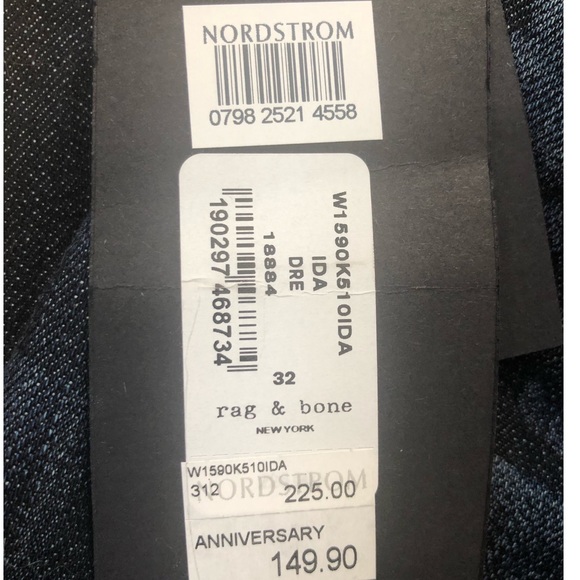 NORDSTROM
0798 2521 4558
W1590K510IDA
IDA
DRE
18884
190297 468734
32
rag & bone
NEW YORK
W1590K510IDA
312
NORDSTROM
225.00
ANNIVERSARY
149.90